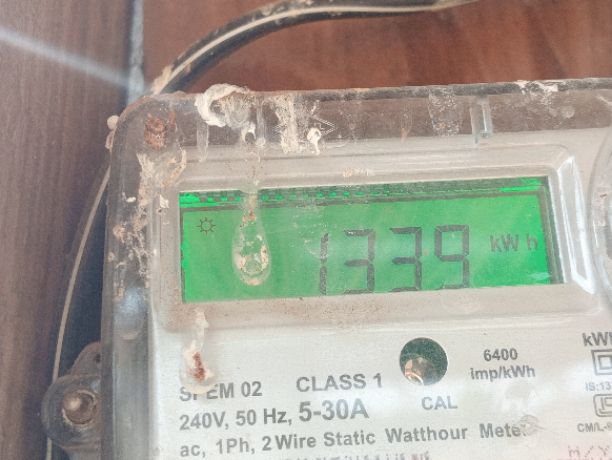 1339 kWh
6400
imp/kWh
CLASS 1
02
240V, 50 Hz, 5-30A
CAL
ac, 1Ph, 2 Wire Static Watthour